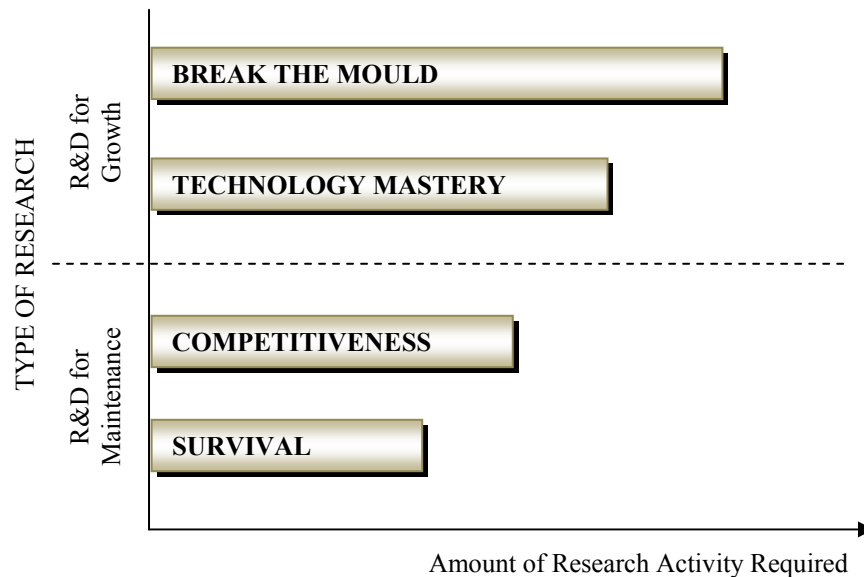 BREAK THE MOULD
R&D for
Growth
TECHNOLOGY MASTERY
TYPE OF RESEARCH
COMPETITIVENESS
R&D for
Maintenance
SURVIVAL
Amount of Research Activity Required